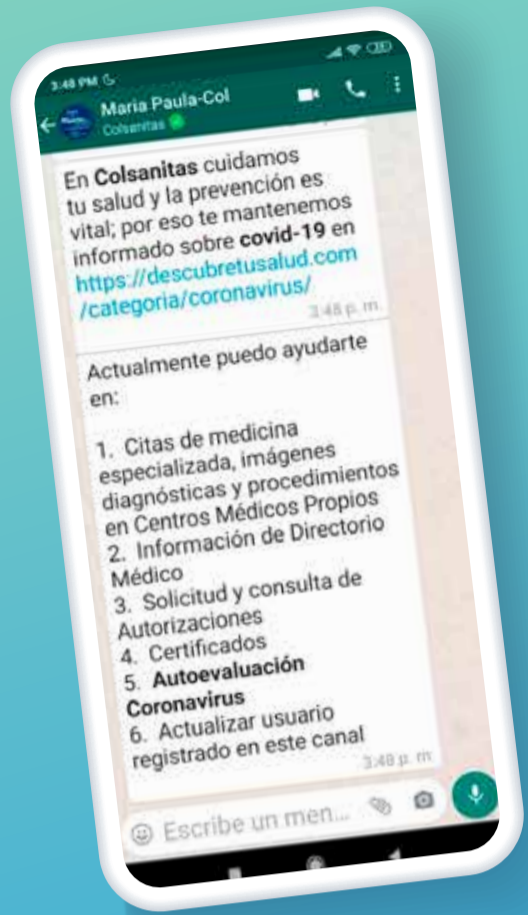 3:48 PM
Maria Paula-Col
Colsanitas
En Colsanitas cuidamos
tu salud y la prevención es
vital; por eso te mantenemos
informado sobre covid-19 en
https://descubretusalud.com
/categoria/coronavirus/
3:48 p. m.
Actualmente puedo ayudarte
en:
1. Citas de medicina
especializada, imágenes
diagnósticas y procedimientos
en Centros Médicos Propios
2. Información de Directorio
Médico
3. Solicitud y consulta de
Autorizaciones
4. Certificados
5. Autoevaluación
Coronavirus
6. Actualizar usuario
registrado en este canal
3:48 p. m.
Escribe un men...